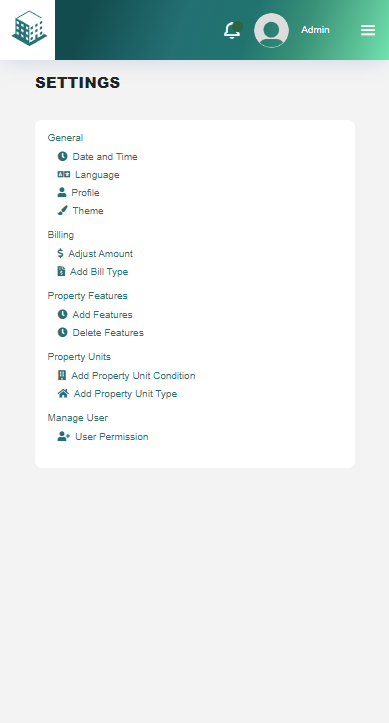 Admin
SETTINGS
General
Date and Time
Language
Profile
Theme
Billing
Adjust Amount
Add Bill Type
Property Features
Add Features
Delete Features
Property Units
Add Property Unit Condition
Add Property Unit Type
Manage User
User Permission